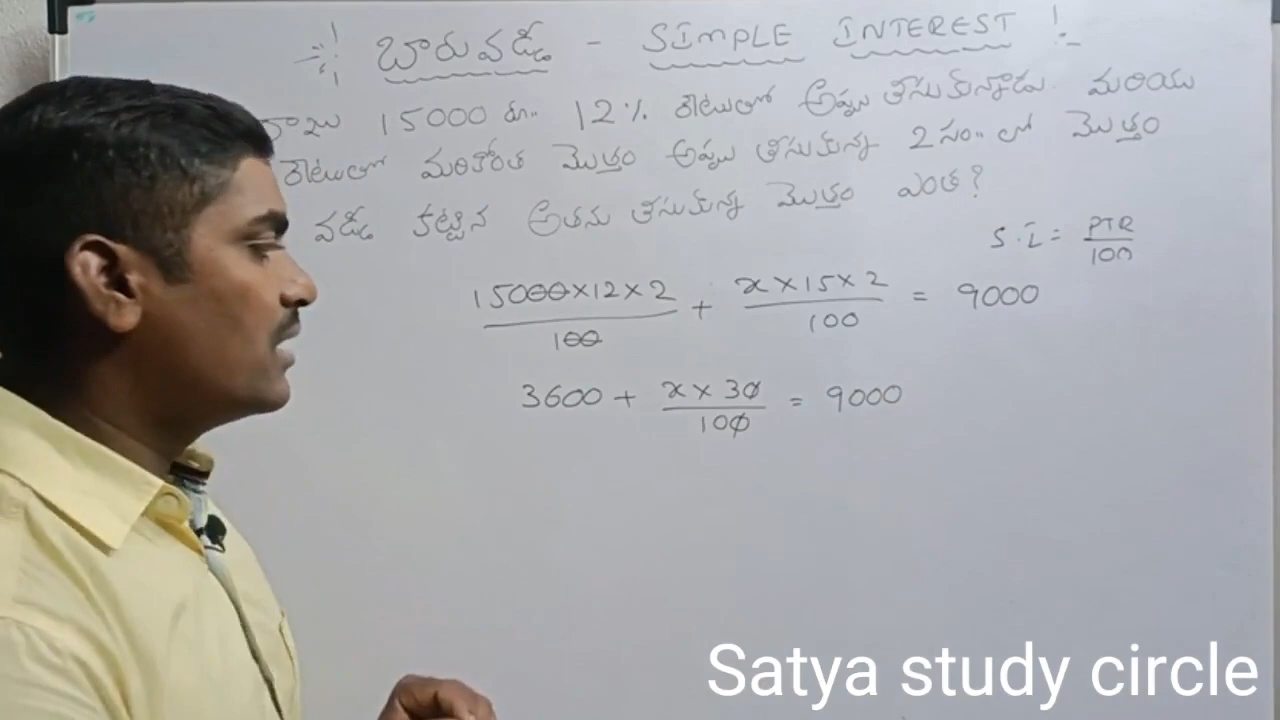 బారువడ్డీ - SIMPLE INTEREST !
రాజు 15000 రూ.. 12% రేటుతో అప్పు తీసుకున్నాడు. మరియు
రేటుతో మరికొంత మొత్తం అప్పు తీసుకున్న 2 సం.. లో మొత్తం
వడ్డీ కట్టిన అతను తీసుకున్న మొత్తం ఎంత?
S.I = PTR / 100
15000×12×2 / 100 + x×15×2 / 100 = 9000
3600 + x×30 / 100 = 9000
Satya study circle